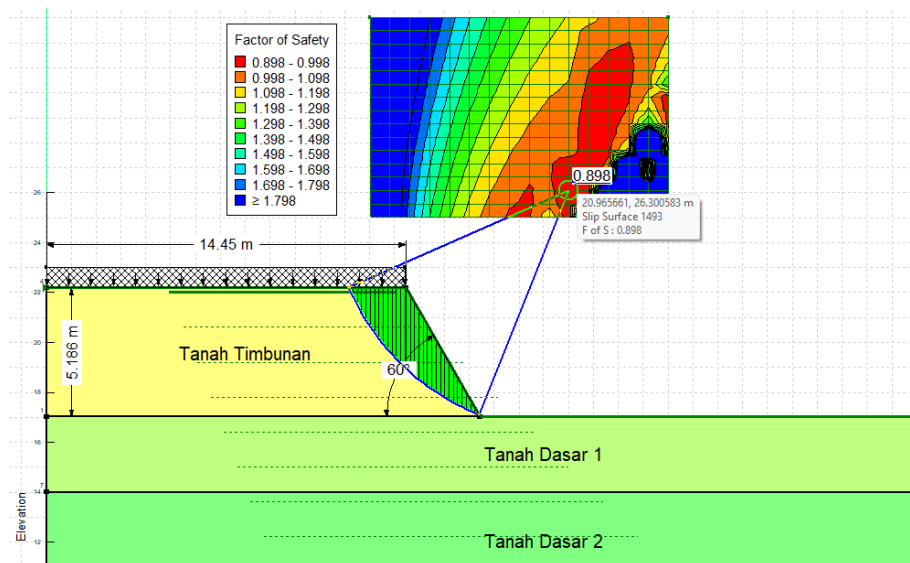 Factor of Safety
0.898 - 0.998
0.998 - 1.098
1.098 - 1.198
1.198 - 1.298
1.298 - 1.398
1.398 - 1.498
1.498 - 1.598
1.598 - 1.698
1.698 - 1.798
≥ 1.798
0.898
20.965661, 26.300583 m
Slip Surface 1493
F of S : 0.898
26
24
14.45 m
22
5.186 m
20
Tanah Timbunan
60°
18
16
Tanah Dasar 1
14
Elevation
12
Tanah Dasar 2